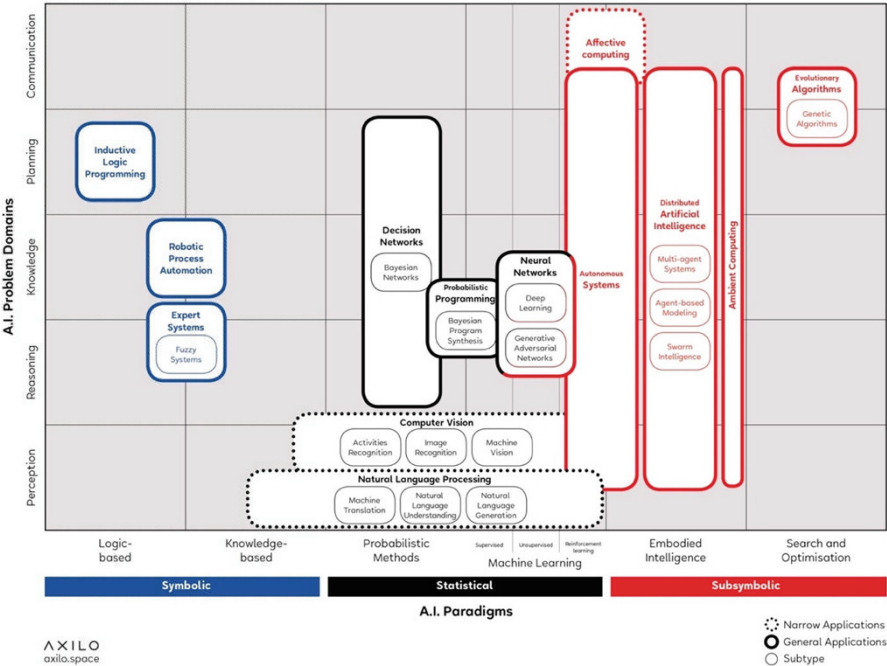 A.I. Problem Domains
Communication
Planning
Knowledge
Reasoning
Perception
Affective
computing
Evolutionary
Algorithms
Genetic
Algorithms
Inductive
Logic
Programming
Robotic
Process
Automation
Expert
Systems
Fuzzy
Systems
Decision
Networks
Bayesian
Networks
Probabilistic
Programming
Bayesian
Program
Synthesis
Neural
Networks
Deep
Learning
Generative
Adversarial
Networks
Autonomous
Systems
Distributed
Artificial
Intelligence
Multi-agent
Systems
Agent-based
Modeling
Swarm
Intelligence
Ambient Computing
Computer Vision
Activities
Recognition
Image
Recognition
Machine
Vision
Natural Language Processing
Machine
Translation
Natural
Language
Understanding
Natural
Language
Generation
Logic-
based
Knowledge-
based
Probabilistic
Methods
Supervised
Unsupervised
Reinforcement
learning
Machine Learning
Embodied
Intelligence
Search and
Optimisation
Symbolic
Statistical
Subsymbolic
A.I. Paradigms
Narrow Applications
General Applications
Subtype
AXILO
axilo.space